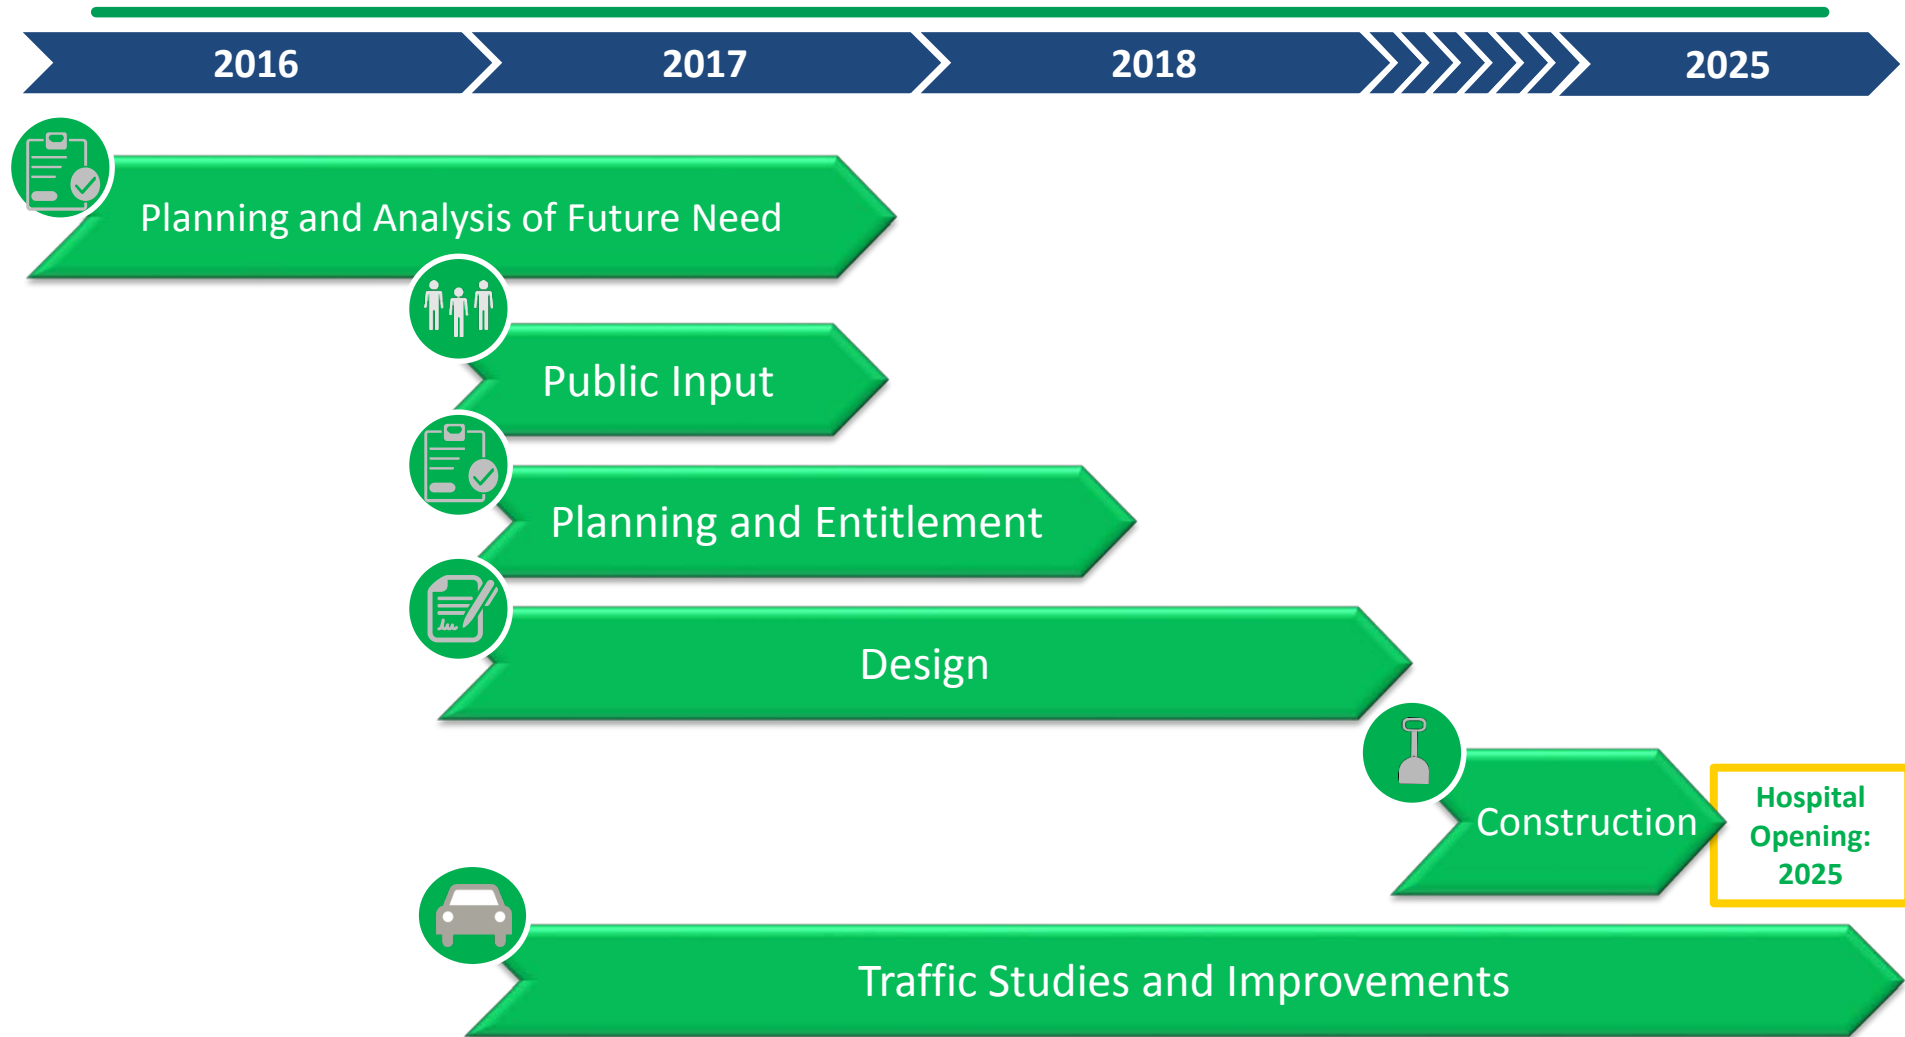 2016
2017
2018
2025
Planning and Analysis of Future Need
Public Input
Planning and Entitlement
Design
Construction
Hospital
Opening:
2025
Traffic Studies and Improvements